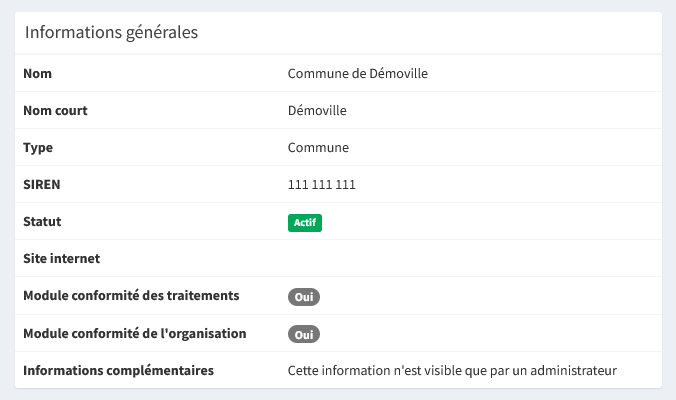 Informations générales
Nom Commune de Démoville
Nom court Démoville
Type Commune
SIREN 111 111 111
Statut Actif
Site internet
Module conformité des traitements Oui
Module conformité de l'organisation Oui
Informations complémentaires Cette information n'est visible que par un administrateur